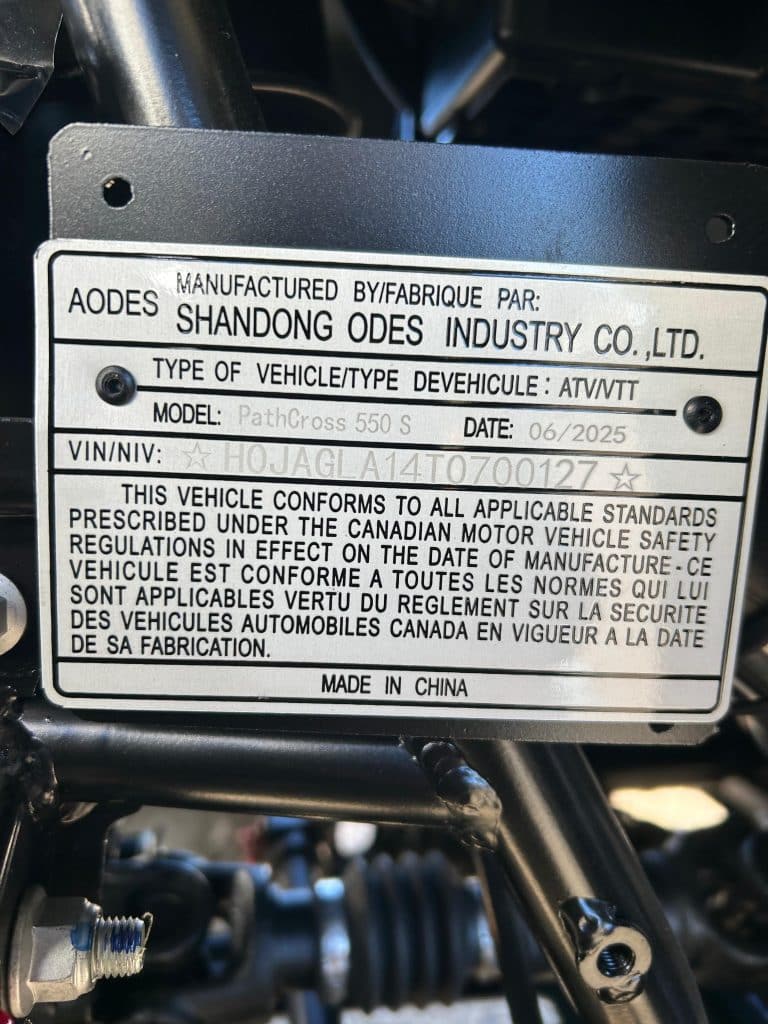 AODES MANUFACTURED BY/FABRIQUE PAR:
SHANDONG ODES INDUSTRY CO.,LTD.
TYPE OF VEHICLE/TYPE DEVEHICULE: ATV/VTT
MODEL: PathCross 550 S DATE: 06/2025
VIN/NIV: ☆H0JAGLA14T0700127☆
THIS VEHICLE CONFORMS TO ALL APPLICABLE STANDARDS
PRESCRIBED UNDER THE CANADIAN MOTOR VEHICLE SAFETY
REGULATIONS IN EFFECT ON THE DATE OF MANUFACTURE-CE
VEHICULE EST CONFORME A TOUTES LES NORMES QUI LUI
SONT APPLICABLES VERTU DU REGLEMENT SUR LA SECURITE
DES VEHICULES AUTOMOBILES CANADA EN VIGUEUR A LA DATE
DE SA FABRICATION.
MADE IN CHINA